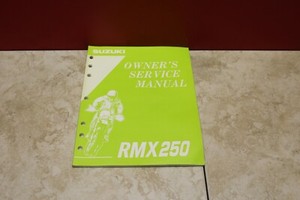 SUZUKI
OWNER'S
SERVICE
MANUAL
RMX250